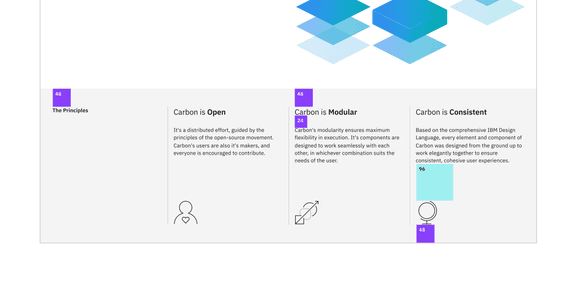 48
48
The Principles
Carbon is Open
It's a distributed effort, guided by the
principles of the open-source movement.
Carbon's users are also it's makers, and
everyone is encouraged to contribute.
Carbon is Modular
24
Carbon's modularity ensures maximum
flexibility in execution. It's components are
designed to work seamlessly with each
other, in whichever combination suits the
needs of the user.
Carbon is Consistent
Based on the comprehensive IBM Design
Language, every element and component of
Carbon was designed from the ground up to
work elegantly together to ensure
consistent, cohesive user experiences.
96
48